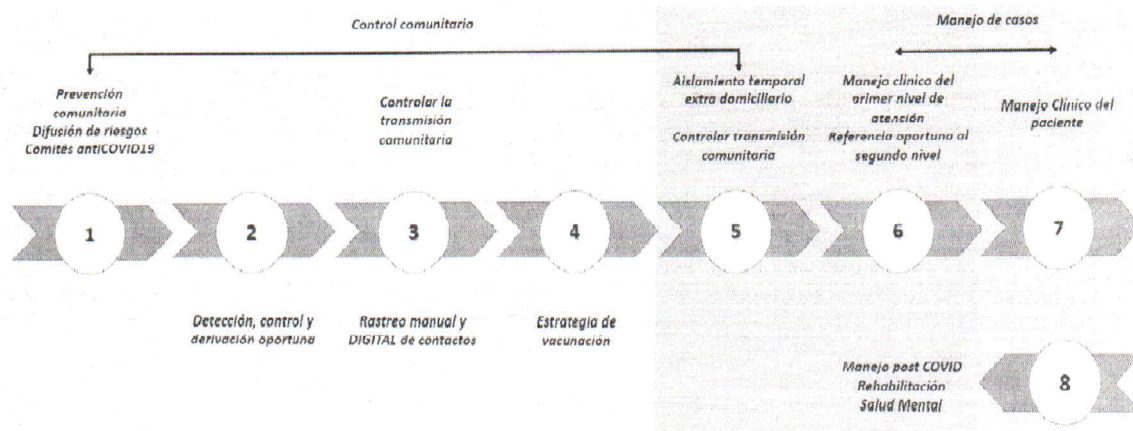 Control comunitario
Manejo de casos
Prevención
comunitaria
Difusión de riesgos
Comités antiCOVID19
Controlar la
transmisión
comunitaria
Aislamiento temporal
extra domiciliario
Controlar transmisión
comunitaria
Manejo clínico del
primer nivel de
atención
Referencia oportuna al
segundo nivel
Manejo Clínico del
paciente
1
2
3
4
5
6
7
Detección, control y
derivación oportuna
Rastreo manual y
DIGITAL de contactos
Estrategia de
vacunación
Manejo post COVID
Rehabilitación
Salud Mental
8